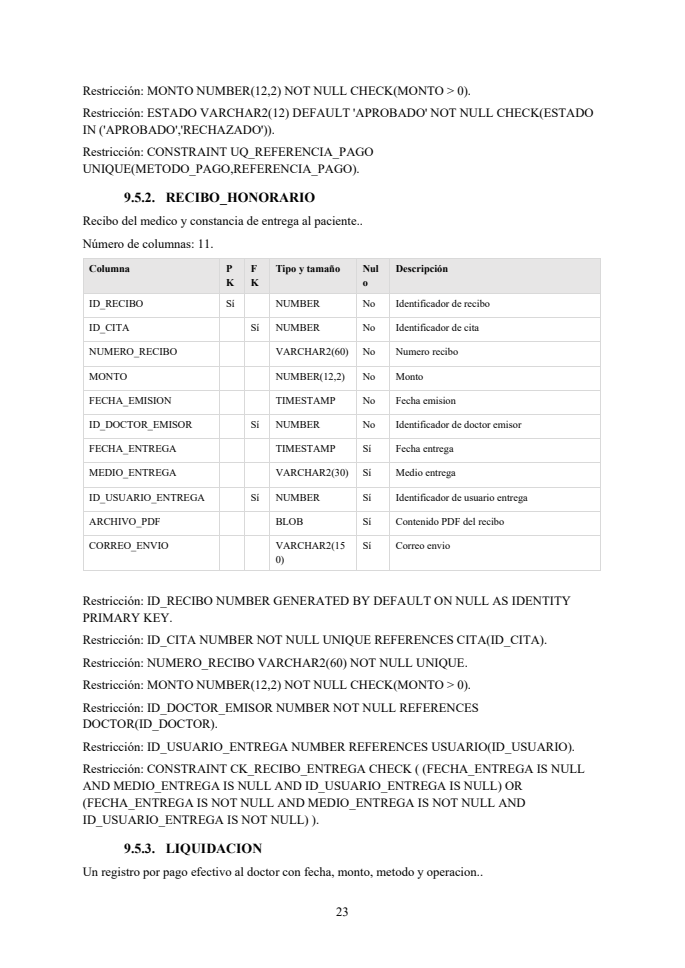 Restricción: MONTO NUMBER(12,2) NOT NULL CHECK(MONTO > 0).
Restricción: ESTADO VARCHAR2(12) DEFAULT 'APROBADO' NOT NULL CHECK(ESTADO
IN ('APROBADO','RECHAZADO')).
Restricción: CONSTRAINT UQ_REFERENCIA_PAGO
UNIQUE(METODO_PAGO,REFERENCIA_PAGO).
9.5.2. RECIBO_HONORARIO
Recibo del medico y constancia de entrega al paciente..
Número de columnas: 11.
Columna P F Tipo y tamaño Nul Descripción
K K o
ID_RECIBO Sí NUMBER No Identificador de recibo
ID_CITA Sí NUMBER No Identificador de cita
NUMERO_RECIBO VARCHAR2(60) No Numero recibo
MONTO NUMBER(12,2) No Monto
FECHA_EMISION TIMESTAMP No Fecha emision
ID_DOCTOR_EMISOR Sí NUMBER No Identificador de doctor emisor
FECHA_ENTREGA TIMESTAMP Sí Fecha entrega
MEDIO_ENTREGA VARCHAR2(30) Sí Medio entrega
ID_USUARIO_ENTREGA Sí NUMBER Sí Identificador de usuario entrega
ARCHIVO_PDF BLOB Sí Contenido PDF del recibo
CORREO_ENVIO VARCHAR2(15 Sí Correo envio
0)
Restricción: ID_RECIBO NUMBER GENERATED BY DEFAULT ON NULL AS IDENTITY
PRIMARY KEY.
Restricción: ID_CITA NUMBER NOT NULL UNIQUE REFERENCES CITA(ID_CITA).
Restricción: NUMERO_RECIBO VARCHAR2(60) NOT NULL UNIQUE.
Restricción: MONTO NUMBER(12,2) NOT NULL CHECK(MONTO > 0).
Restricción: ID_DOCTOR_EMISOR NUMBER NOT NULL REFERENCES
DOCTOR(ID_DOCTOR).
Restricción: ID_USUARIO_ENTREGA NUMBER REFERENCES USUARIO(ID_USUARIO).
Restricción: CONSTRAINT CK_RECIBO_ENTREGA CHECK ( (FECHA_ENTREGA IS NULL
AND MEDIO_ENTREGA IS NULL AND ID_USUARIO_ENTREGA IS NULL) OR
(FECHA_ENTREGA IS NOT NULL AND MEDIO_ENTREGA IS NOT NULL AND
ID_USUARIO_ENTREGA IS NOT NULL) ).
9.5.3. LIQUIDACION
Un registro por pago efectivo al doctor con fecha, monto, metodo y operacion..
23